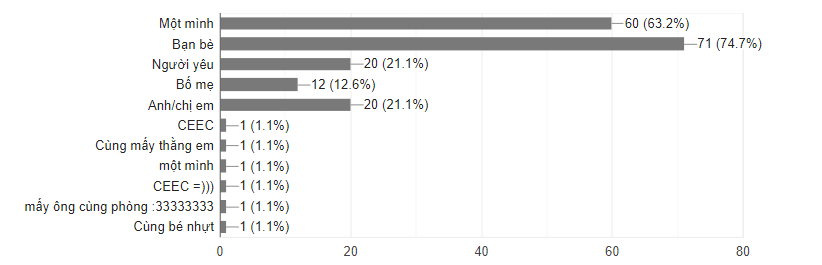 Một mình 60 (63.2%)
Bạn bè 71 (74.7%)
Người yêu 20 (21.1%)
Bố mẹ 12 (12.6%)
Anh/chị em 20 (21.1%)
CEEC 1 (1.1%)
Cùng mấy thằng em 1 (1.1%)
một mình 1 (1.1%)
CEEC =))) 1 (1.1%)
mấy ông cùng phòng :33333333 1 (1.1%)
Cùng bé nhựt 1 (1.1%)
0 20 40 60 80